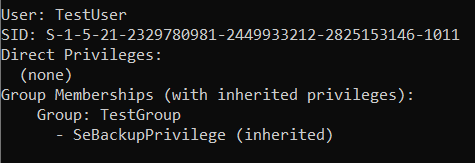 User: TestUser
SID: S-1-5-21-2329780981-2449933212-2825153146-1011
Direct Privileges:
(none)
Group Memberships (with inherited privileges):
Group: TestGroup
- SeBackupPrivilege (inherited)